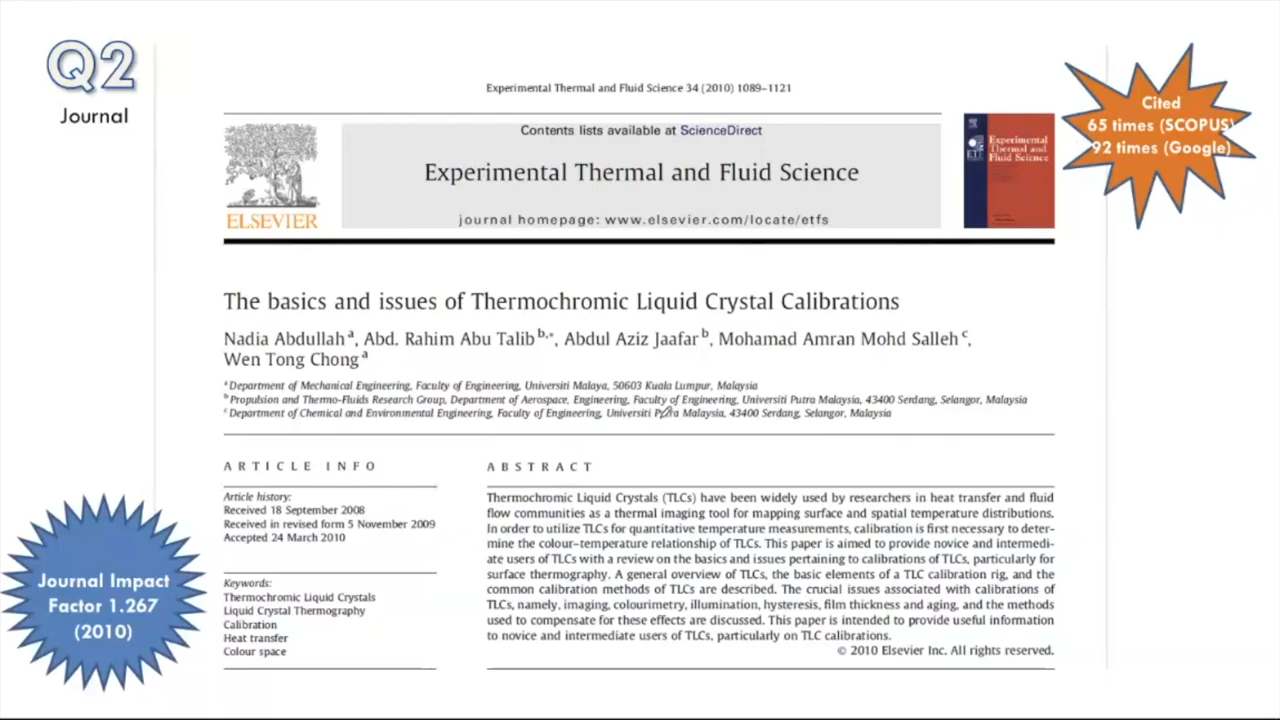 Q2
Journal
Experimental Thermal and Fluid Science 34 (2010) 1089–1121
Cited
65 times (SCOPUS)
92 times (Google)
Contents lists available at ScienceDirect
Experimental Thermal and Fluid Science
journal homepage: www.elsevier.com/locate/etfs
ELSEVIER
Experimental
Thermal and
Fluid Science
The basics and issues of Thermochromic Liquid Crystal Calibrations
Nadia Abdullah a, Abd. Rahim Abu Talib b,*, Abdul Aziz Jaafar b, Mohamad Amran Mohd Salleh c,
Wen Tong Chong a
a Department of Mechanical Engineering, Faculty of Engineering, Universiti Malaya, 50603 Kuala Lumpur, Malaysia
b Propulsion and Thermo-Fluids Research Group, Department of Aerospace, Engineering, Faculty of Engineering, Universiti Putra Malaysia, 43400 Serdang, Selangor, Malaysia
c Department of Chemical and Environmental Engineering, Faculty of Engineering, Universiti Putra Malaysia, 43400 Serdang, Selangor, Malaysia
ARTICLE INFO
Article history:
Received 18 September 2008
Received in revised form 5 November 2009
Accepted 24 March 2010
Keywords:
Thermochromic Liquid Crystals
Liquid Crystal Thermography
Calibration
Heat transfer
Colour space
ABSTRACT
Thermochromic Liquid Crystals (TLCs) have been widely used by researchers in heat transfer and fluid
flow communities as a thermal imaging tool for mapping surface and spatial temperature distributions.
In order to utilize TLCs for quantitative temperature measurements, calibration is first necessary to deter-
mine the colour–temperature relationship of TLCs. This paper is aimed to provide novice and intermedi-
ate users of TLCs with a review on the basics and issues pertaining to calibrations of TLCs, particularly for
surface thermography. A general overview of TLCs, the basic elements of a TLC calibration rig, and the
common calibration methods of TLCs are described. The crucial issues associated with calibrations of
TLCs, namely, imaging, colourimetry, illumination, hysteresis, film thickness and aging, and the methods
used to compensate for these effects are discussed. This paper is intended to provide useful information
to novice and intermediate users of TLCs, particularly on TLC calibrations.
© 2010 Elsevier Inc. All rights reserved.
Journal Impact
Factor 1.267
(2010)